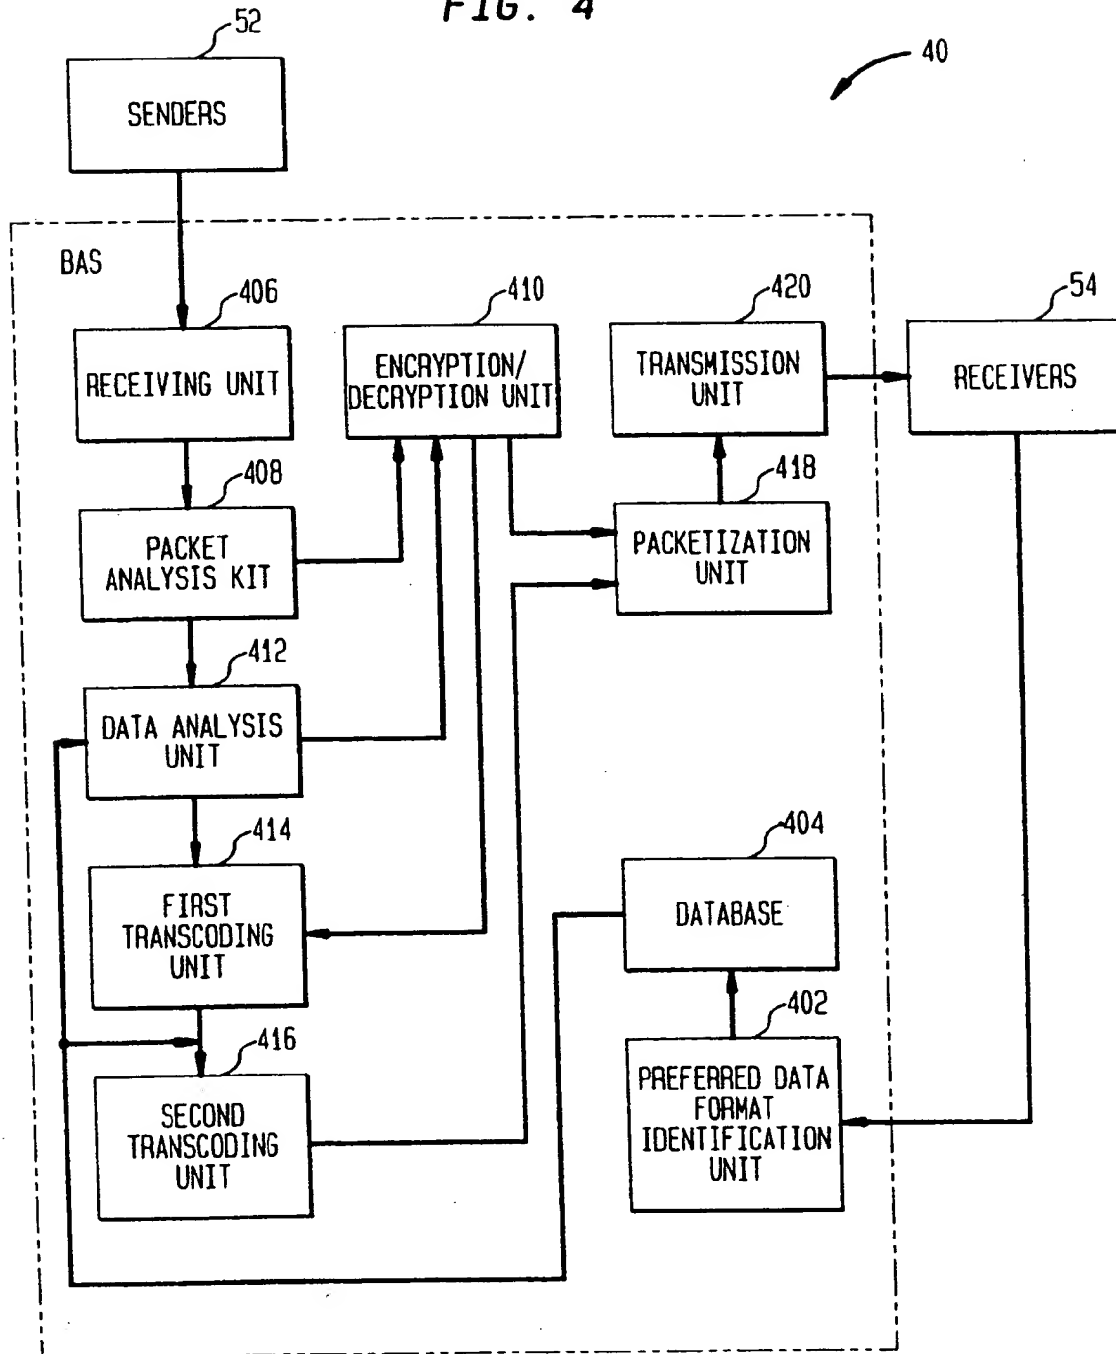 FIG. 4
52
40
SENDERS
BAS
406
410
420
54
RECEIVING UNIT
ENCRYPTION/
DECRYPTION UNIT
TRANSMISSION
UNIT
RECEIVERS
408
418
PACKET
ANALYSIS KIT
PACKETIZATION
UNIT
412
DATA ANALYSIS
UNIT
414
404
FIRST
TRANSCODING
UNIT
DATABASE
416
402
SECOND
TRANSCODING
UNIT
PREFERRED DATA
FORMAT
IDENTIFICATION
UNIT